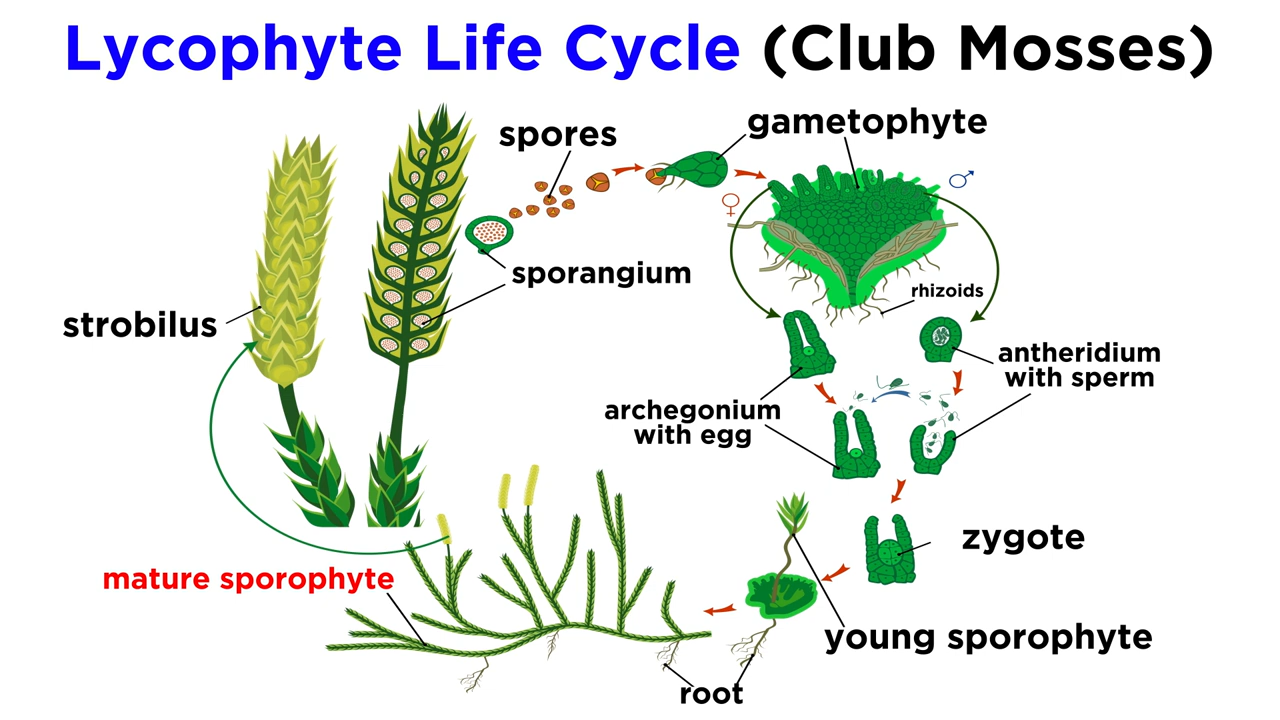 Lycophyte Life Cycle (Club Mosses)
spores
gametophyte
♀
♂
sporangium
rhizoids
strobilus
antheridium
with sperm
archegonium
with egg
zygote
mature sporophyte
young sporophyte
root